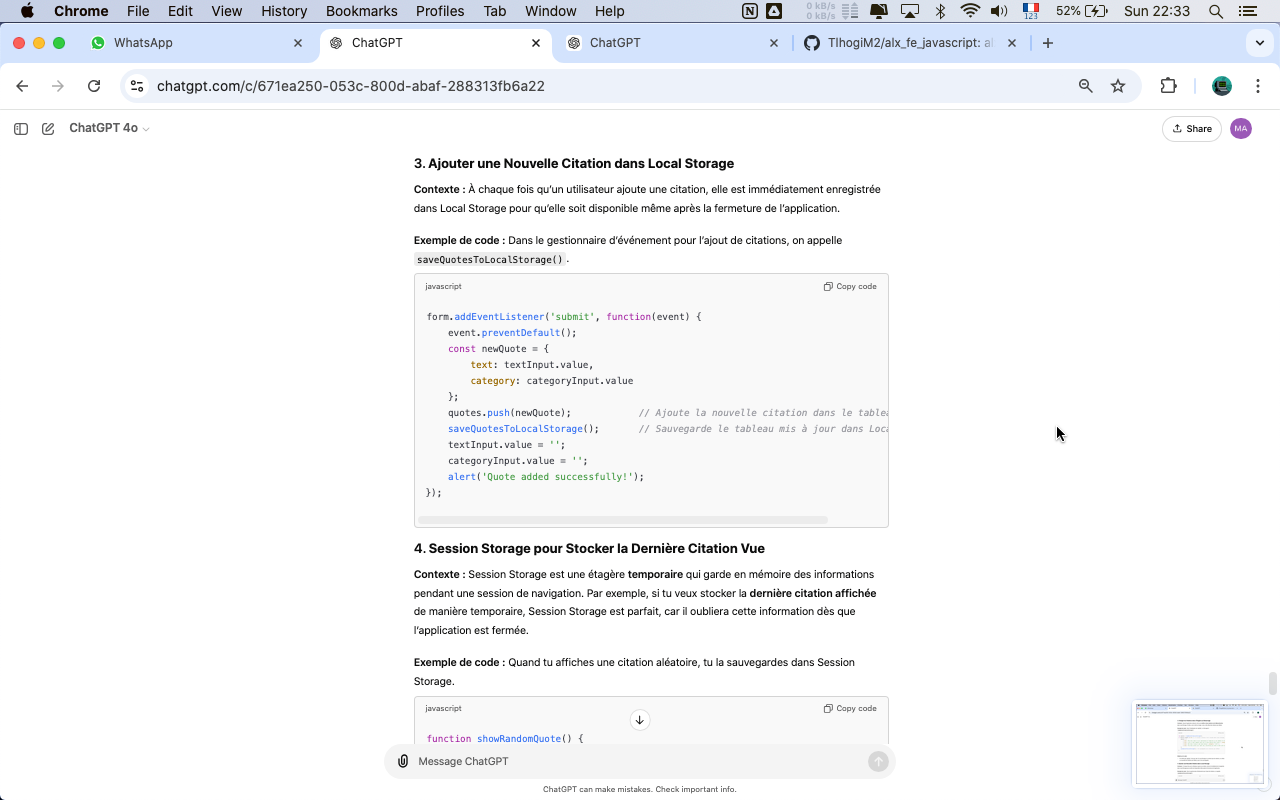 Chrome File Edit View History Bookmarks Profiles Tab Window Help 0 kB/s 0 kB/s 123 52% Sun 22:33
WhatsApp ChatGPT ChatGPT TlhogiM2/alx_fe_javascript: al
chatgpt.com/c/671ea250-053c-800d-abaf-288313fb6a22
ChatGPT 4o Share MA
3. Ajouter une Nouvelle Citation dans Local Storage
Contexte : À chaque fois qu'un utilisateur ajoute une citation, elle est immédiatement enregistrée
dans Local Storage pour qu'elle soit disponible même après la fermeture de l'application.
Exemple de code : Dans le gestionnaire d'événement pour l'ajout de citations, on appelle
saveQuotesToLocalStorage().
javascript Copy code
form.addEventListener('submit', function(event) {
event.preventDefault();
const newQuote = {
text: textInput.value,
category: categoryInput.value
};
quotes.push(newQuote); // Ajoute la nouvelle citation dans le table
saveQuotesToLocalStorage(); // Sauvegarde le tableau mis à jour dans Loc
textInput.value = '';
categoryInput.value = '';
alert('Quote added successfully!');
});
4. Session Storage pour Stocker la Dernière Citation Vue
Contexte : Session Storage est une étagère temporaire qui garde en mémoire des informations
pendant une session de navigation. Par exemple, si tu veux stocker la dernière citation affichée
de manière temporaire, Session Storage est parfait, car il oubliera cette information dès que
l'application est fermée.
Exemple de code : Quand tu affiches une citation aléatoire, tu la sauvegardes dans Session
Storage.
javascript Copy code
function showRandomQuote() {
Message ChatGPT
ChatGPT can make mistakes. Check important info.